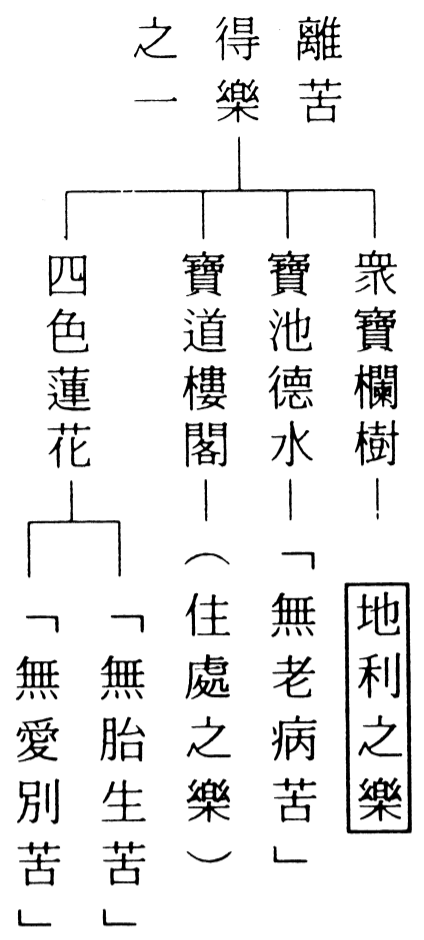 離苦
得樂
之一
衆寶欄樹
地利之樂
寶池德水
「無老病苦」
寶道樓閣
（住處之樂）
四色蓮花
「無胎生苦」
「無愛別苦」